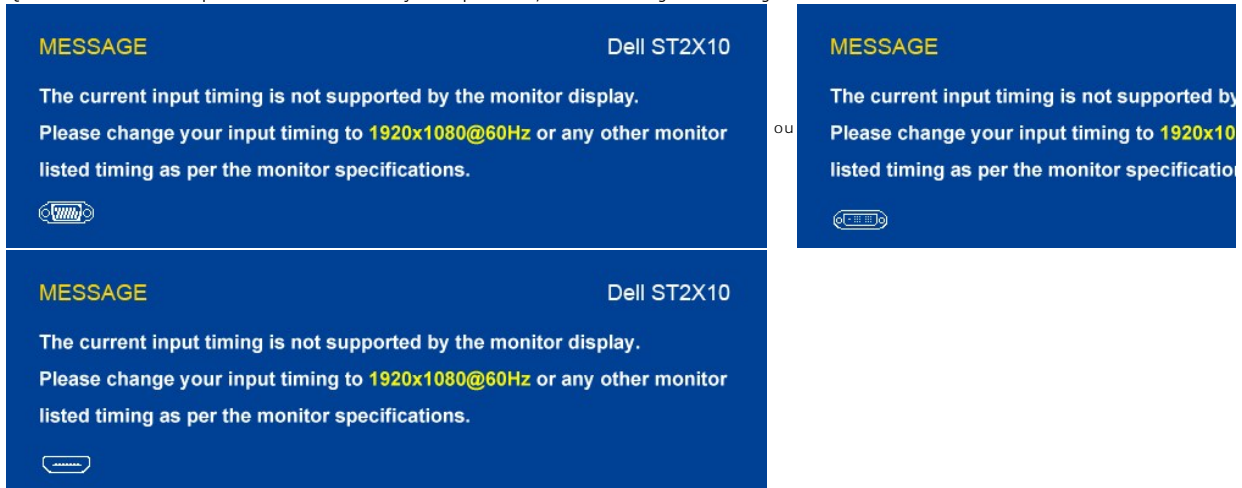 MESSAGE Dell ST2X10
The current input timing is not supported by the monitor display.
Please change your input timing to 1920x1080@60Hz or any other monitor
listed timing as per the monitor specifications.
ou
MESSAGE
The current input timing is not supported by
Please change your input timing to 1920x10
listed timing as per the monitor specificatio
MESSAGE Dell ST2X10
The current input timing is not supported by the monitor display.
Please change your input timing to 1920x1080@60Hz or any other monitor
listed timing as per the monitor specifications.